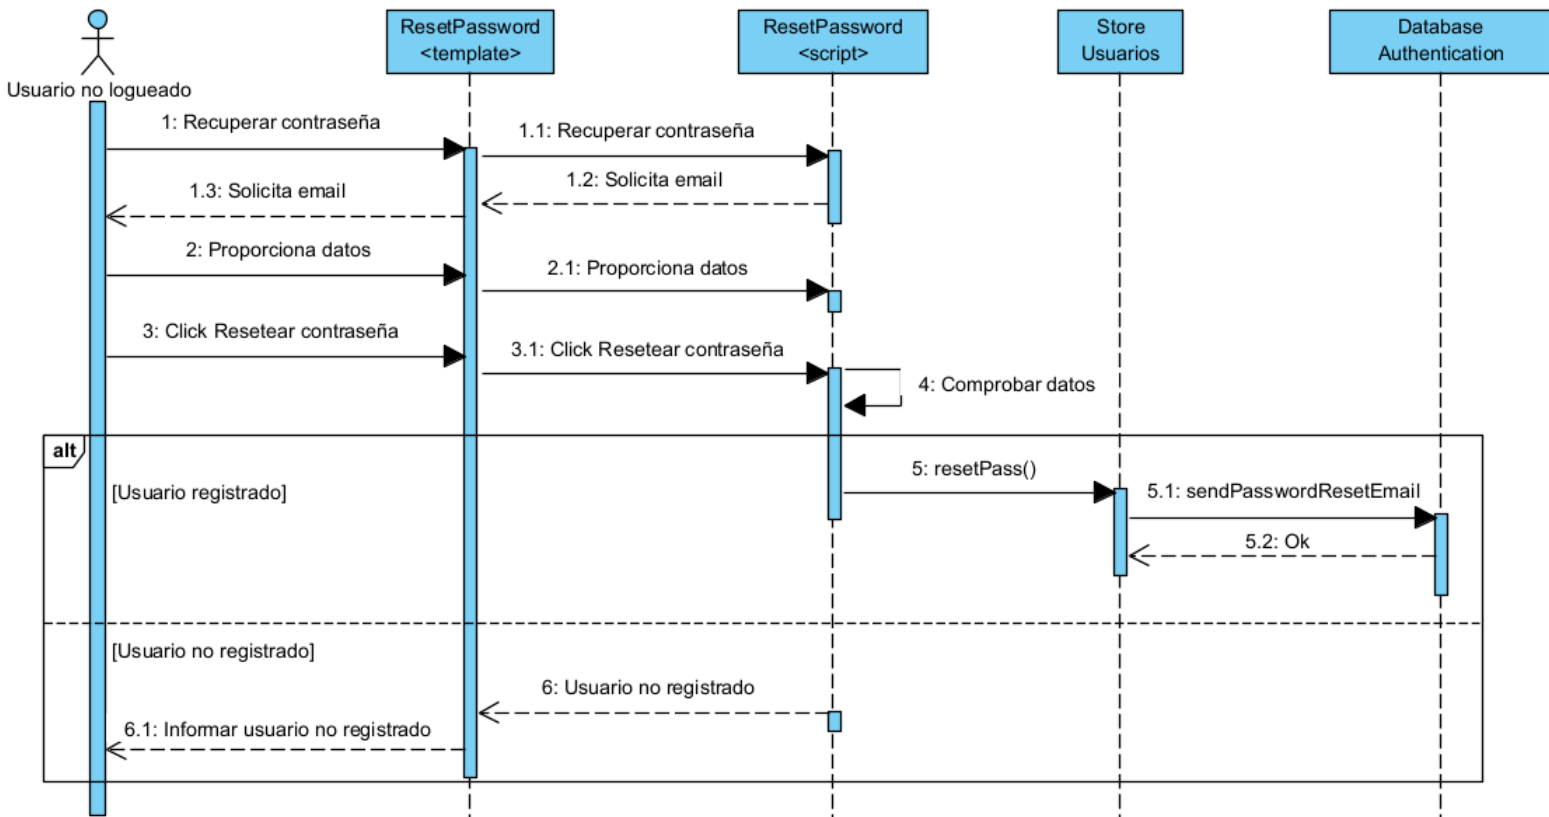 ResetPassword
<template>
ResetPassword
<script>
Store
Usuarios
Database
Authentication
Usuario no logueado
1: Recuperar contraseña
1.1: Recuperar contraseña
1.2: Solicita email
1.3: Solicita email
2: Proporciona datos
2.1: Proporciona datos
3: Click Resetear contraseña
3.1: Click Resetear contraseña
4: Comprobar datos
alt
[Usuario registrado]
5: resetPass()
5.1: sendPasswordResetEmail
5.2: Ok
[Usuario no registrado]
6: Usuario no registrado
6.1: Informar usuario no registrado